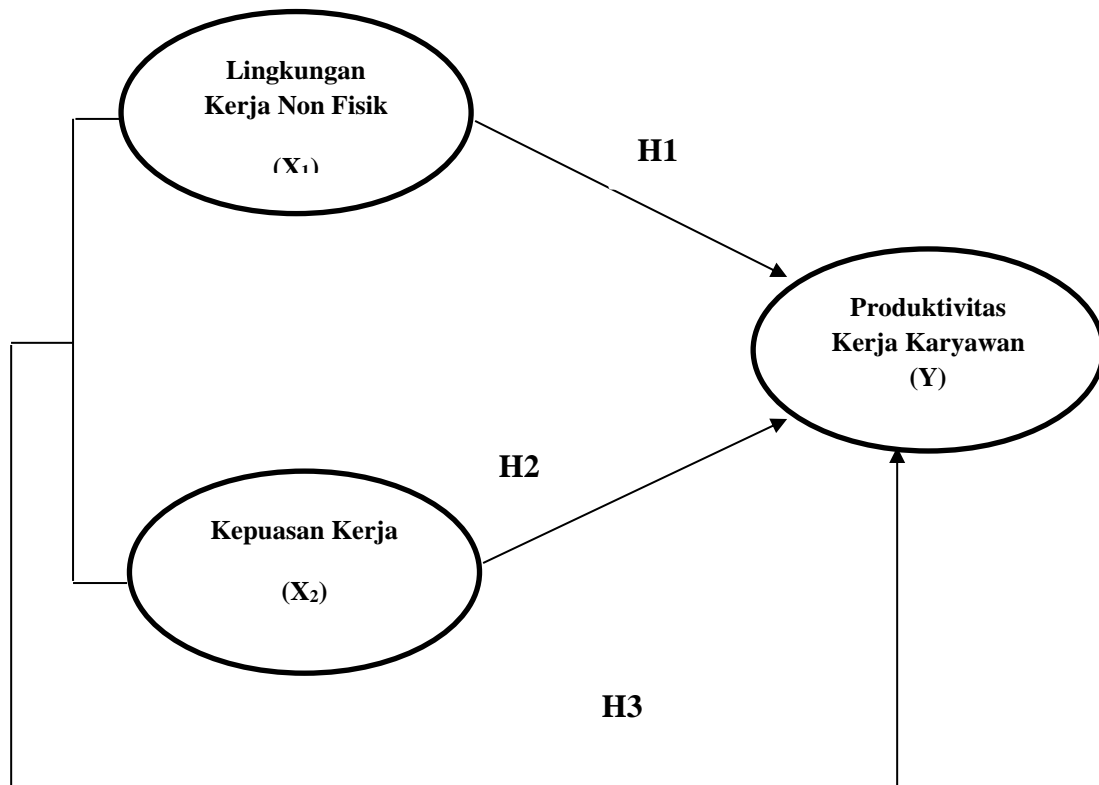 Lingkungan
Kerja Non Fisik
(X₁)
H1
Produktivitas
Kerja Karyawan
(Y)
H2
Kepuasan Kerja
(X₂)
H3